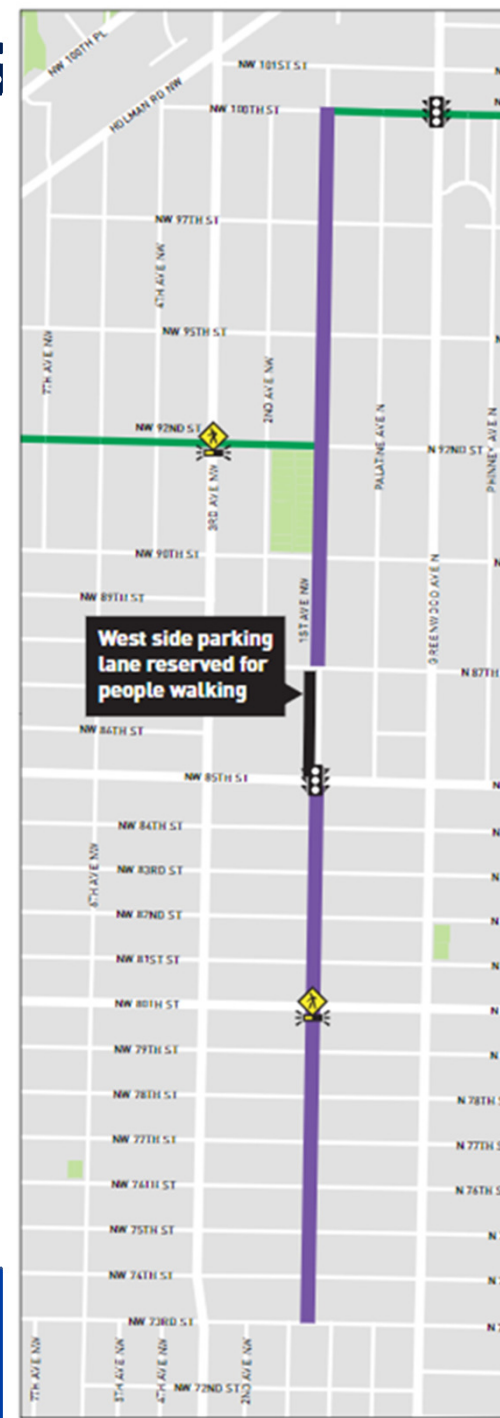 NW 100TH PL
HOLMAN RD NW
NW 101ST ST
NW 100TH ST
NW 97TH ST
4TH AVE NW
NW 95TH ST
7TH AVE NW
2ND AVE NW
NW 92ND ST
PALATINE AVE N
PHINNEY AVE N
N 92ND ST
3RD AVE NW
NW 90TH ST
GREENWOOD AVE N
1ST AVE NW
NW 89TH ST
West side parking
lane reserved for
people walking
N 87TH
NW 86TH ST
NW 85TH ST
NW 84TH ST
6TH AVE NW
NW 83RD ST
NW 82ND ST
NW 81ST ST
NW 80TH ST
NW 79TH ST
NW 78TH ST
N 78TH
NW 77TH ST
N 77TH
NW 76TH ST
N 76TH
NW 75TH ST
NW 74TH ST
NW 73RD ST
7TH AVE NW
5TH AVE NW
4TH AVE NW
2ND AVE NW
NW 72ND ST